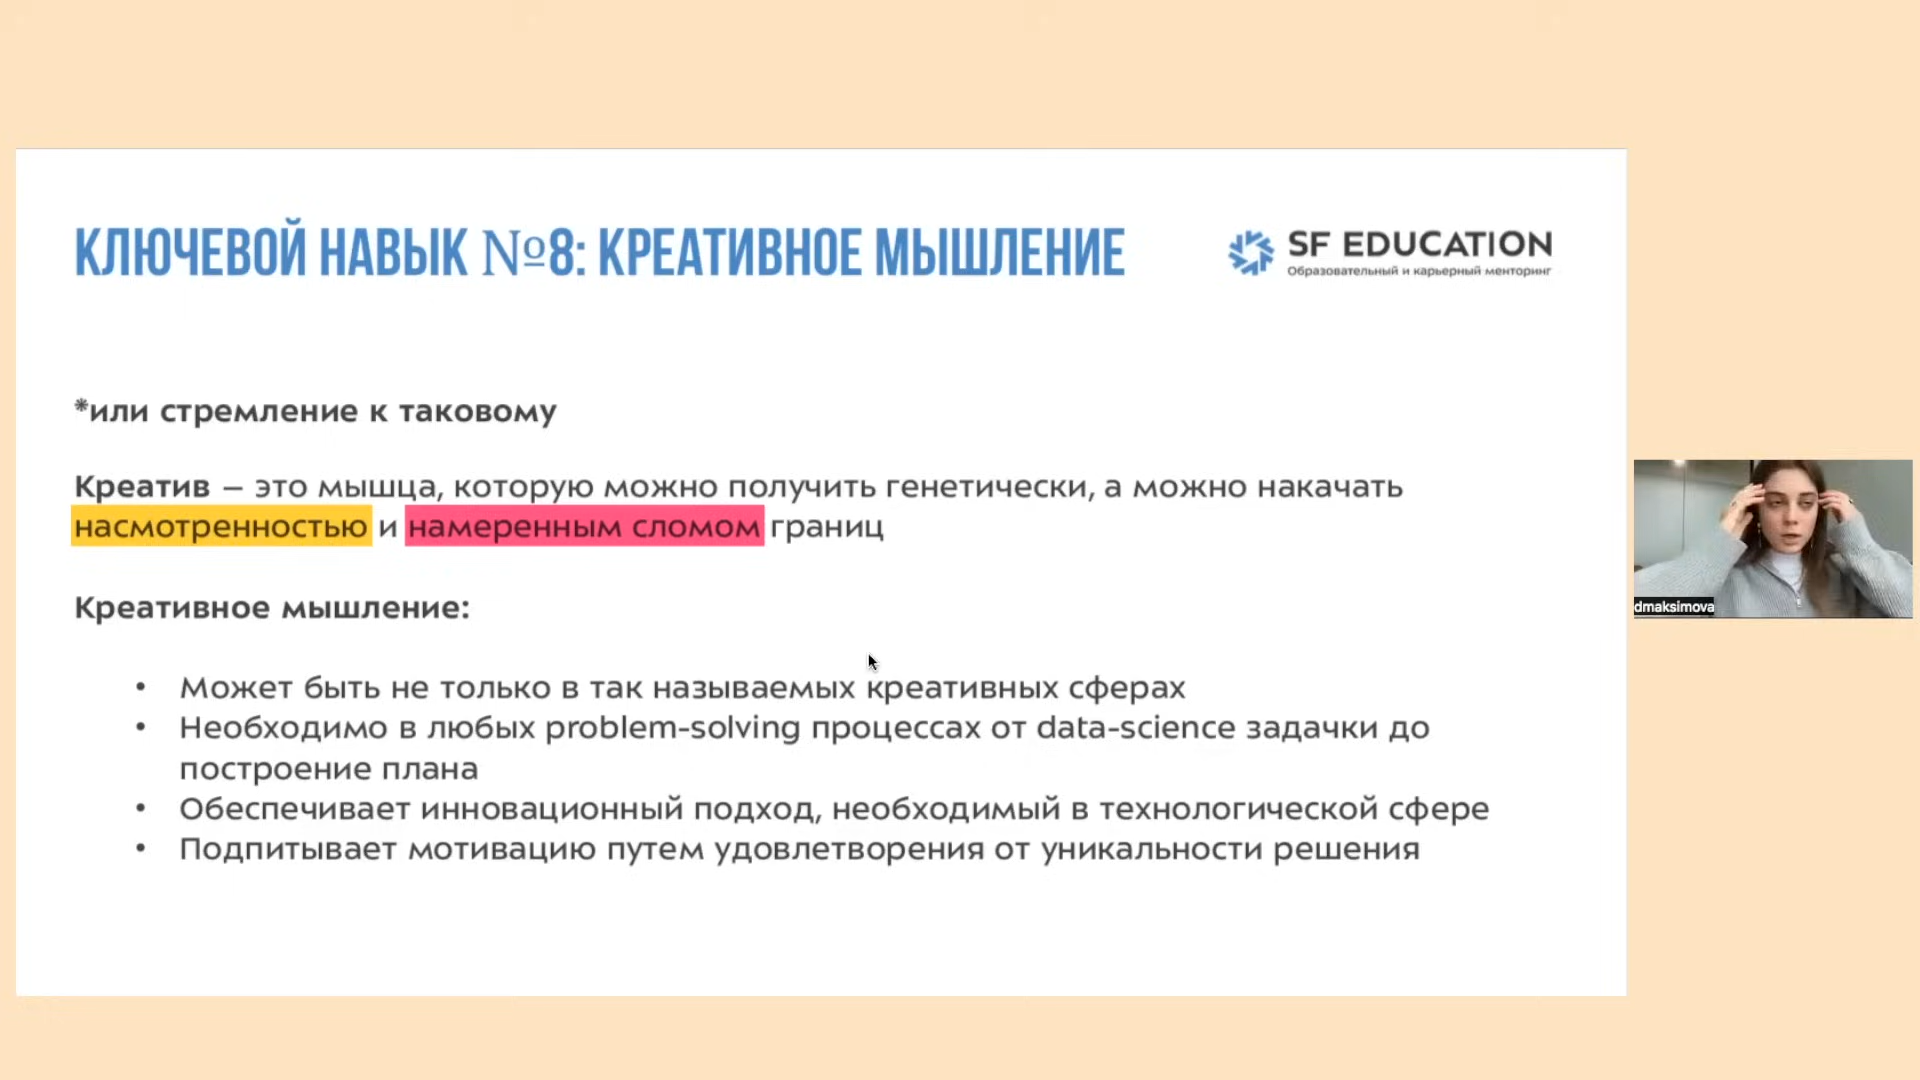 КЛЮЧЕВОЙ НАВЫК №8: КРЕАТИВНОЕ МЫШЛЕНИЕ
SF EDUCATION
Образовательный и карьерный менторинг
*или стремление к таковому
Креатив – это мышца, которую можно получить генетически, а можно накачать
насмотренностью и намеренным сломом границ
Креативное мышление:
• Может быть не только в так называемых креативных сферах
• Необходимо в любых problem-solving процессах от data-science задачки до
построение плана
• Обеспечивает инновационный подход, необходимый в технологической сфере
• Подпитывает мотивацию путем удовлетворения от уникальности решения
dmaksimova